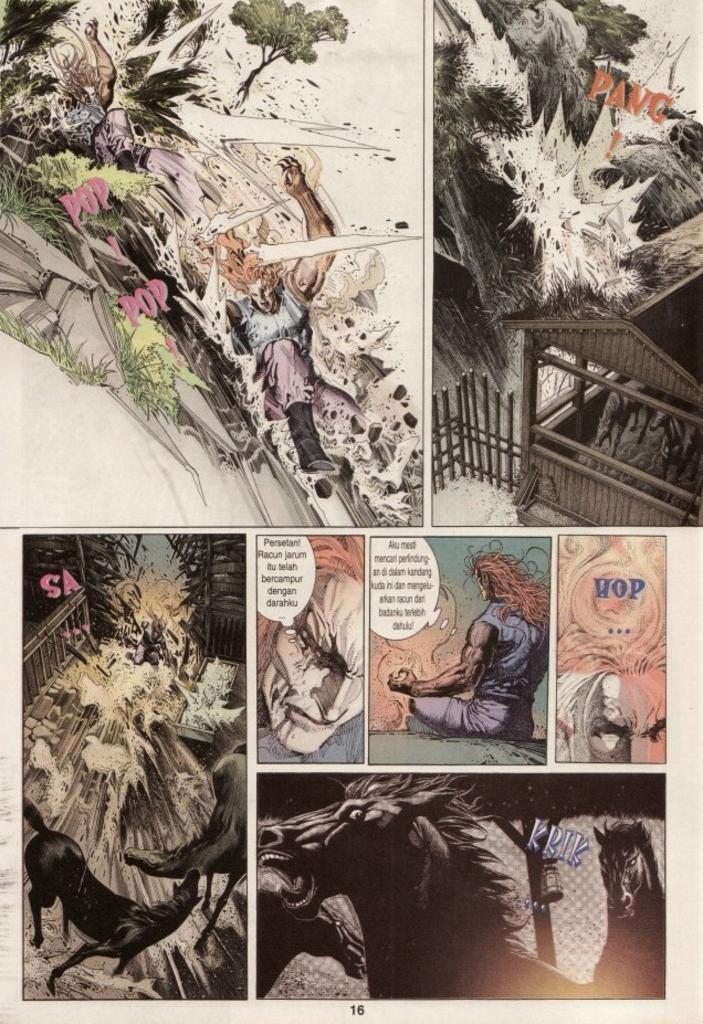 POP
!
POP
!
PANG
!
SA
...
Persetan!
Racun jarum
itu telah
bercampur
dengan
darahku
Aku mesti
mencari perlindung-
an di dalam kandang
kuda ini dan mengelu-
arkan racun dari
badanku terlebih
dahulu!
HOP
...
KRIK
...
16